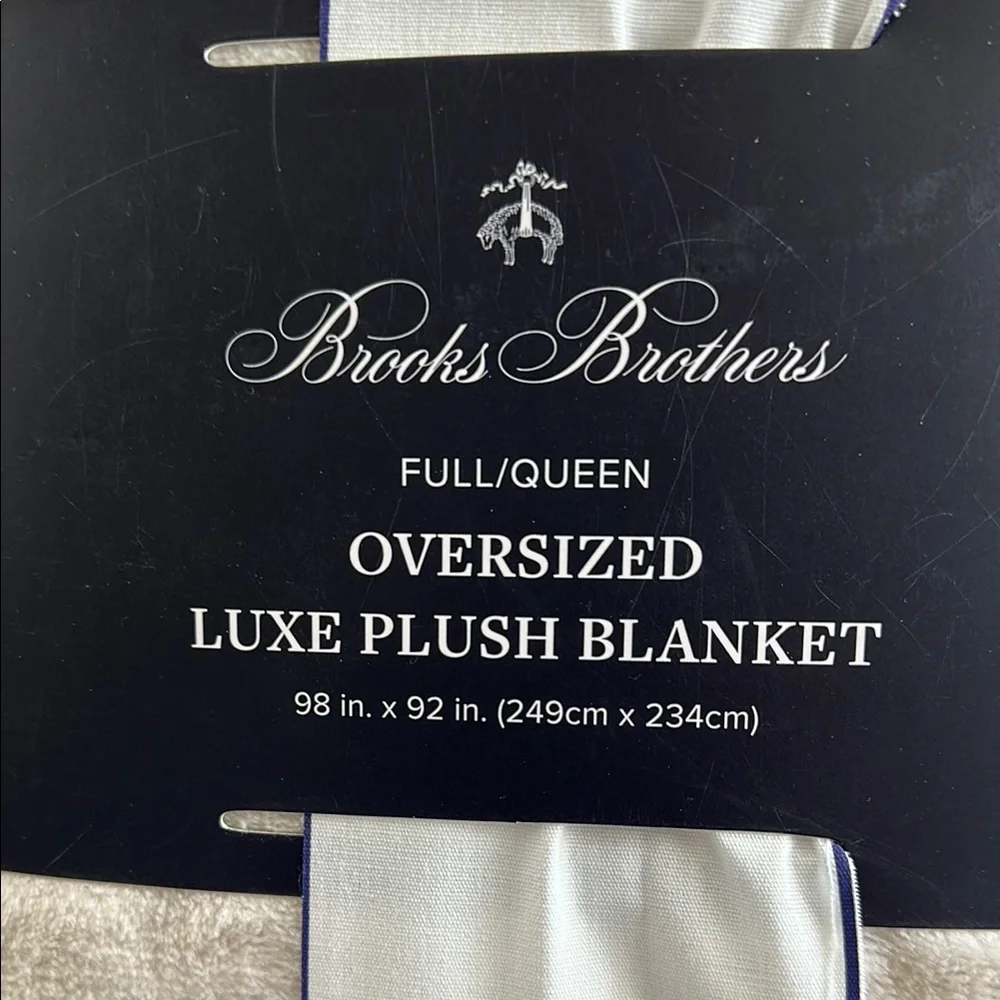 Brooks Brothers
FULL/QUEEN
OVERSIZED
LUXE PLUSH BLANKET
98 in. x 92 in. (249cm x 234cm)